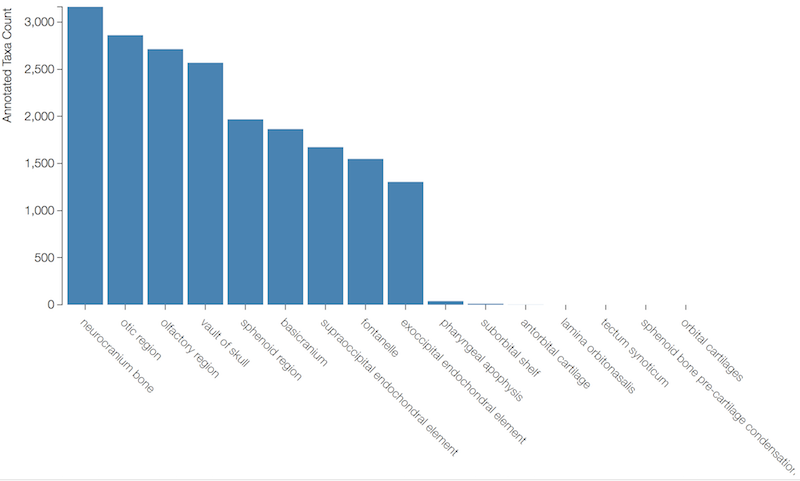 Annotated Taxa Count
3,000
2,500
2,000
1,500
1,000
500
0
neurocranium bone
otic region
olfactory region
vault of skull
sphenoid region
basicranium
supraoccipital endochondral element
fontanelle
exoccipital endochondral element
pharyngeal apophysis
suborbital shelf
antorbital cartilage
lamina orbitonasalis
tectum synoticum
sphenoid bone pre-cartilage condensation.
orbital cartilages